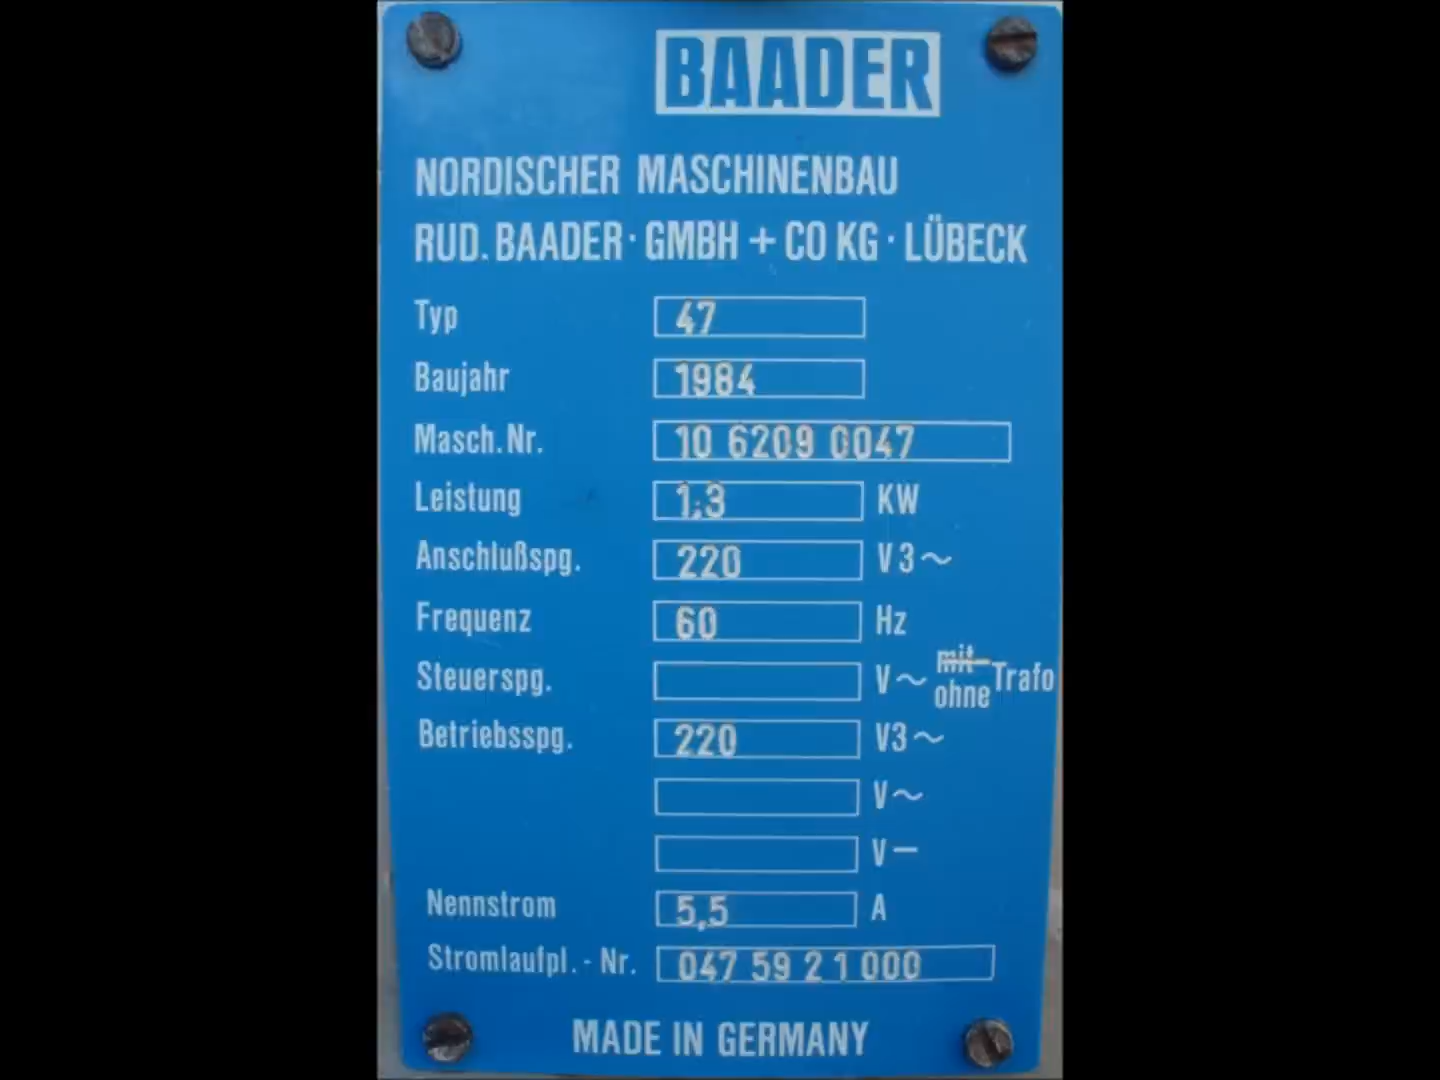 BAADER
NORDISCHER MASCHINENBAU
RUD. BAADER · GMBH + CO KG · LÜBECK
Typ 47
Baujahr 1984
Masch. Nr. 10 6209 0047
Leistung 1.3 KW
Anschlußspg. 220 V 3 ~
Frequenz 60 Hz
Steuerspg. V ~ mit ohne Trafo
Betriebsspg. 220 V3 ~
V ~
V —
Nennstrom 5,5 A
Stromlaufpl. - Nr. 047 59 2 1 000
MADE IN GERMANY